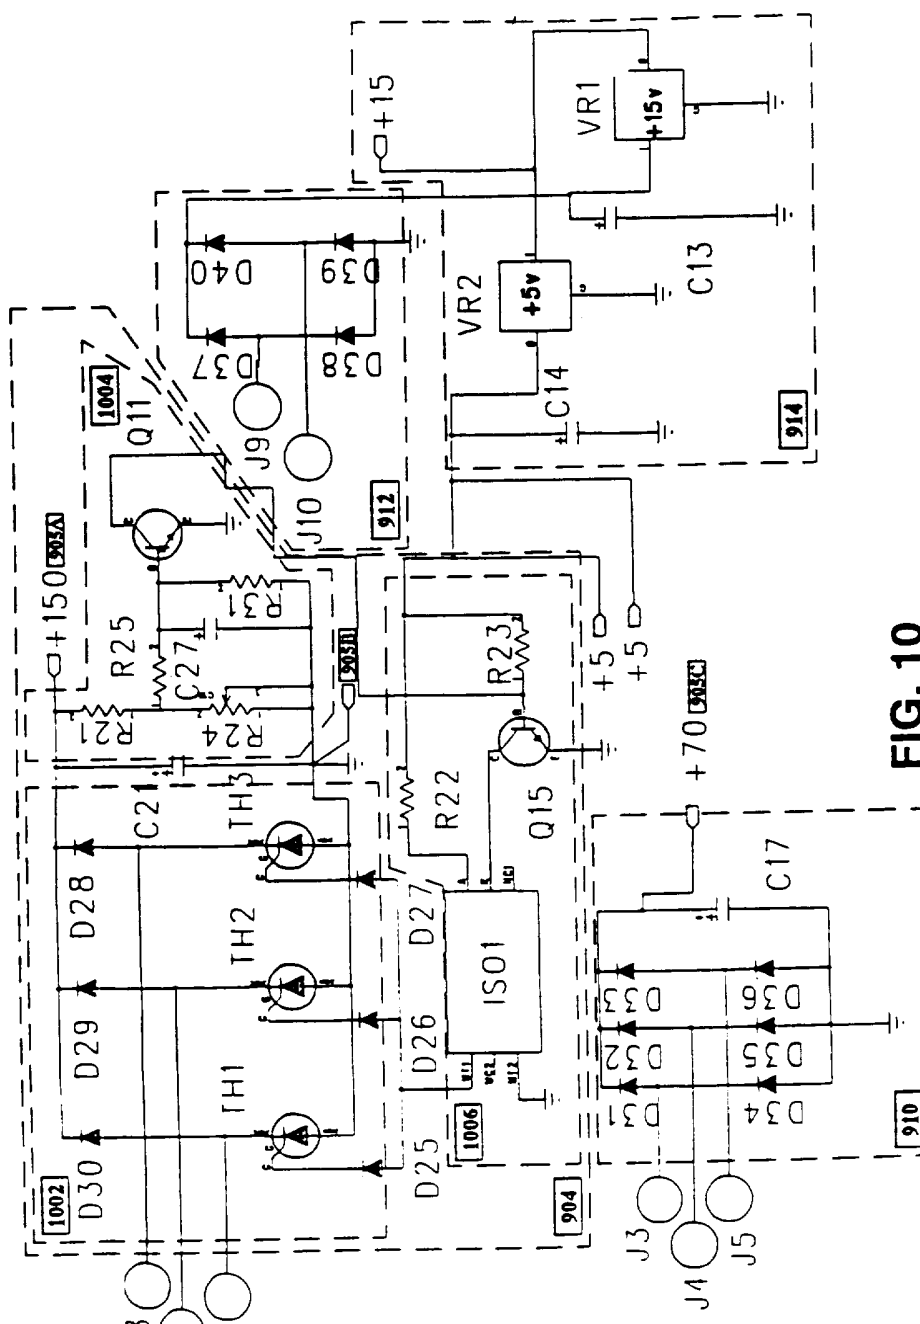 +15
VR1
+15v
D40
D39
VR2
+5v
C13
D37
D38
1004
Q11
J9
C14
914
J10
912
+150
905A
R31
R25
C27
905B
R23
+5
+5
R21
R24
+70
905C
C21
TH3
R22
Q15
C17
D28
D27
TH2
ISO1
D33
D36
D29
D26
D32
D35
TH1
D31
D34
1006
D25
910
1002
D30
904
J3
J5
J4
FIG. 10